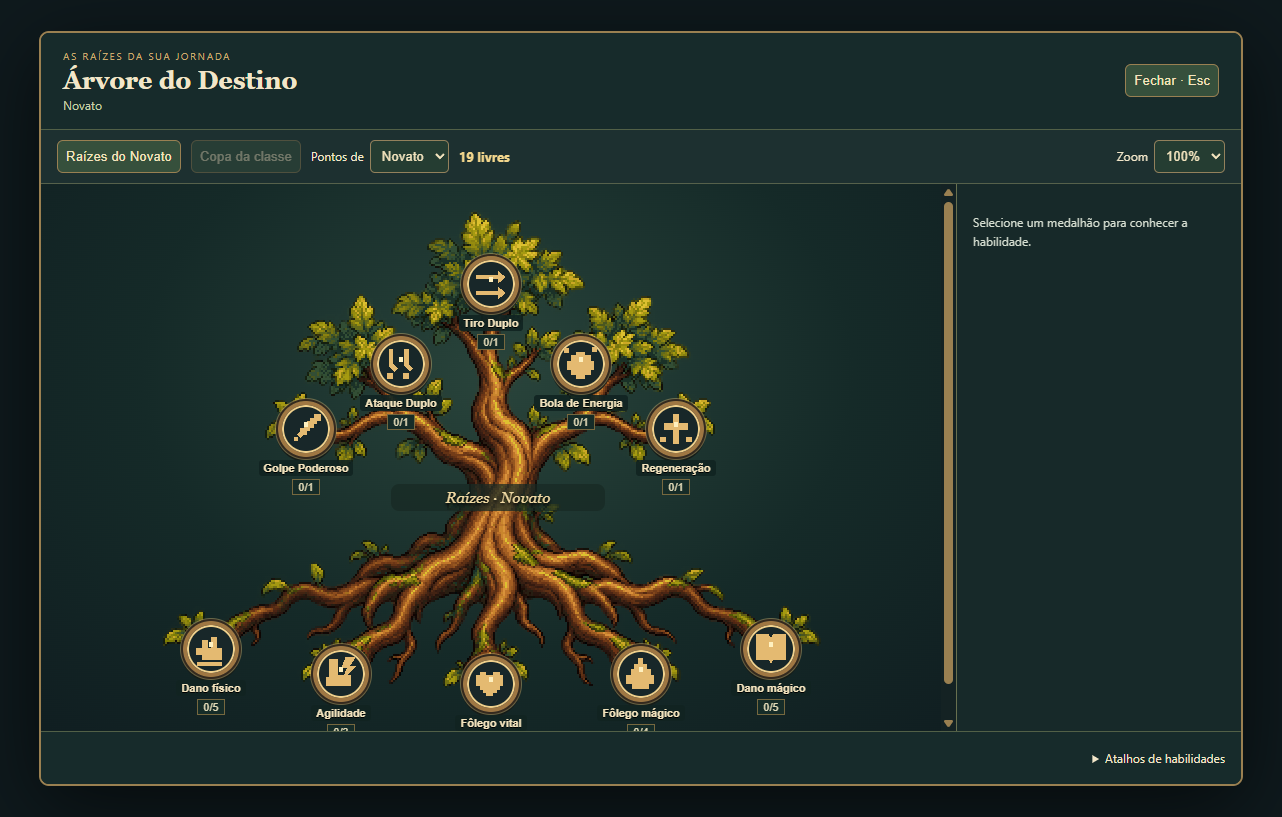 AS RAÍZES DA SUA JORNADA
Árvore do Destino
Novato
Fechar · Esc
Raízes do Novato
Copa da classe
Pontos de
Novato
19 livres
Zoom
100%
Selecione um medalhão para conhecer a
habilidade.
Tiro Duplo
0/1
Ataque Duplo
0/1
Bola de Energia
0/1
Golpe Poderoso
0/1
Regeneração
0/1
Raízes · Novato
Dano físico
0/5
Agilidade
Fôlego vital
Fôlego mágico
Dano mágico
0/5
Atalhos de habilidades